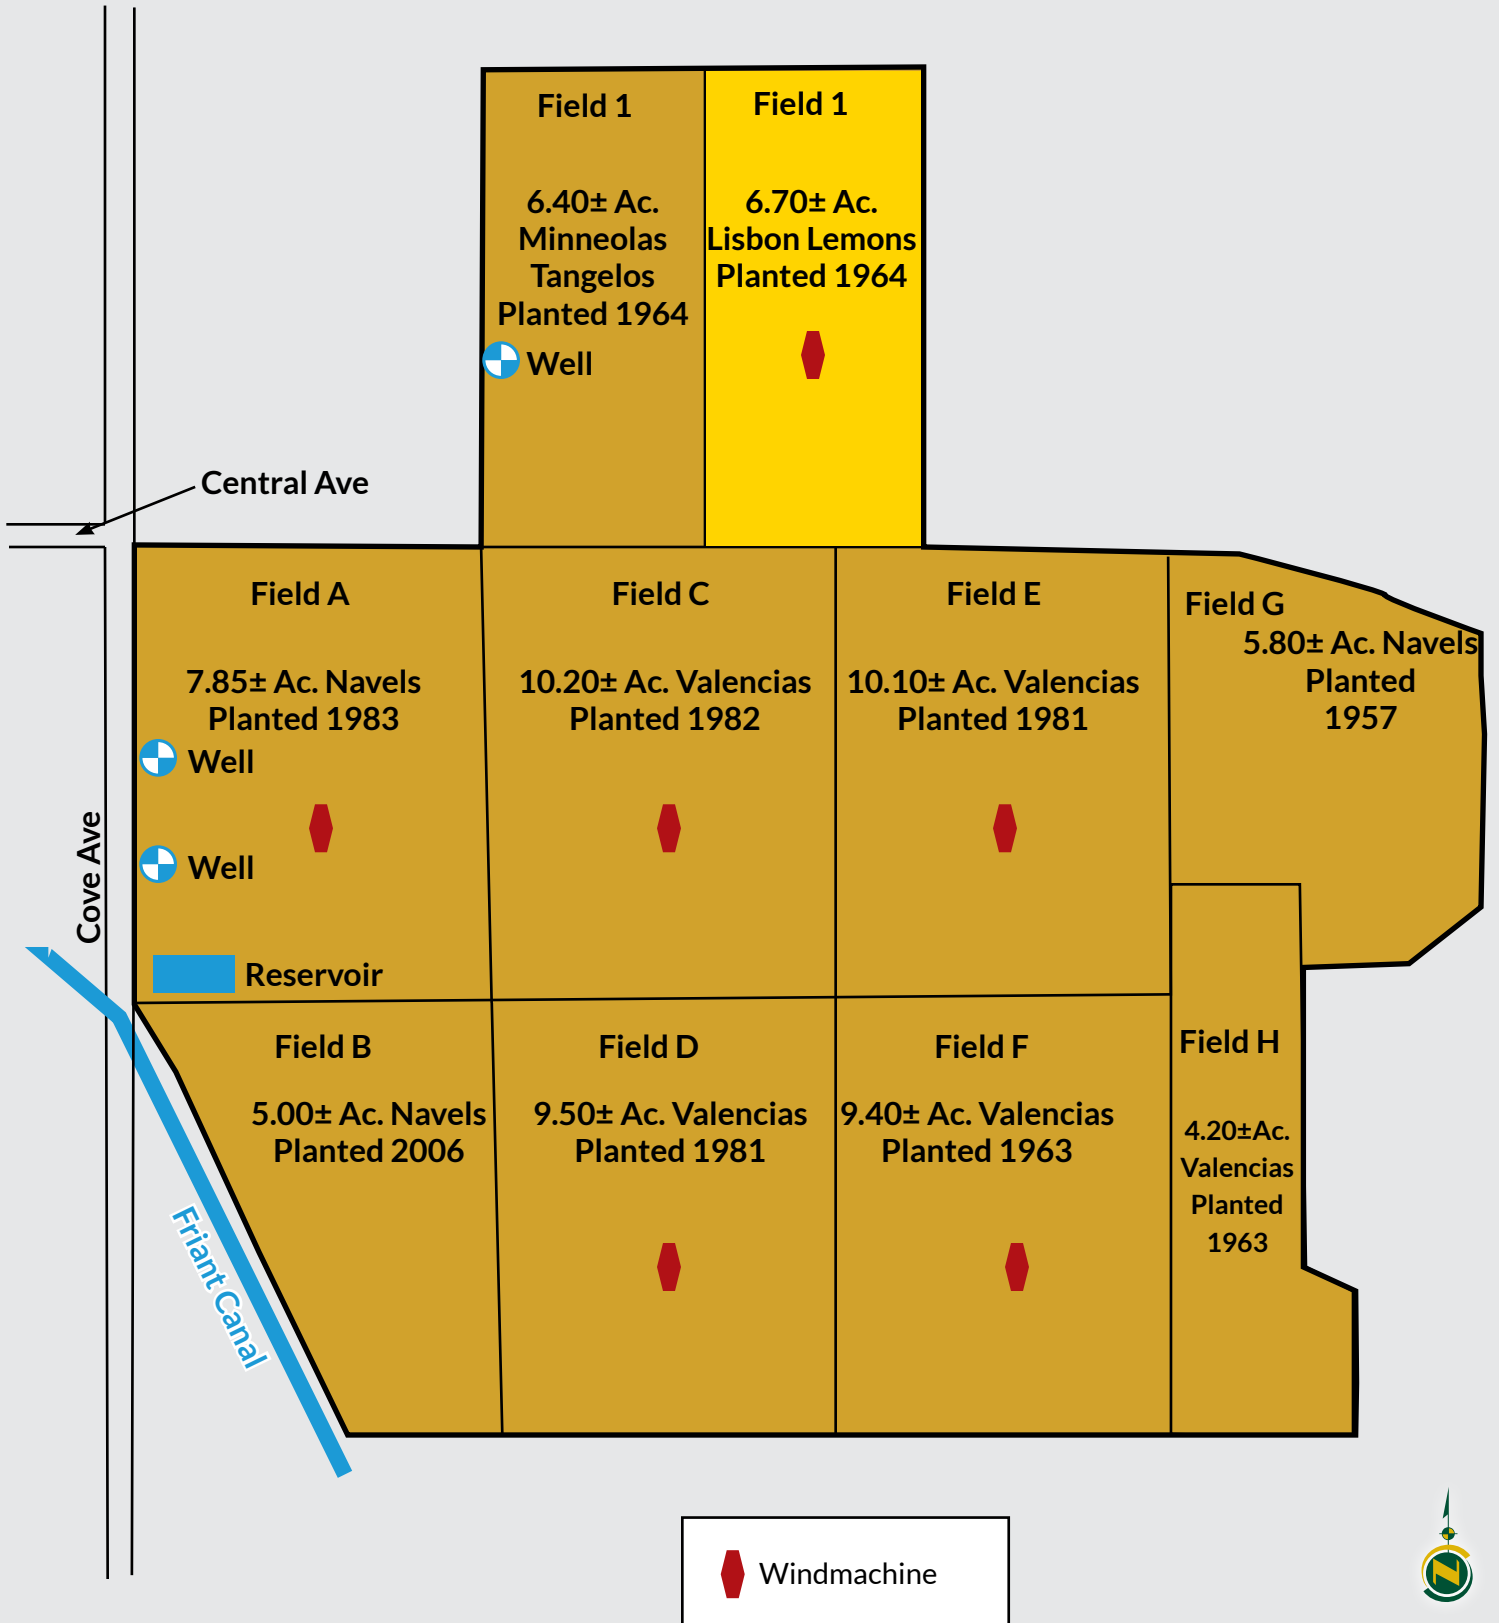 Field 1
6.40± Ac.
Minneolas
Tangelos
Planted 1964
Well
Field 1
6.70± Ac.
Lisbon Lemons
Planted 1964
Central Ave
Field A
7.85± Ac. Navels
Planted 1983
Well
Well
Reservoir
Field C
10.20± Ac. Valencias
Planted 1982
Field E
10.10± Ac. Valencias
Planted 1981
Field G
5.80± Ac. Navels
Planted
1957
Cove Ave
Field B
5.00± Ac. Navels
Planted 2006
Field D
9.50± Ac. Valencias
Planted 1981
Field F
9.40± Ac. Valencias
Planted 1963
Field H
4.20±Ac.
Valencias
Planted
1963
Friant Canal
Windmachine
N